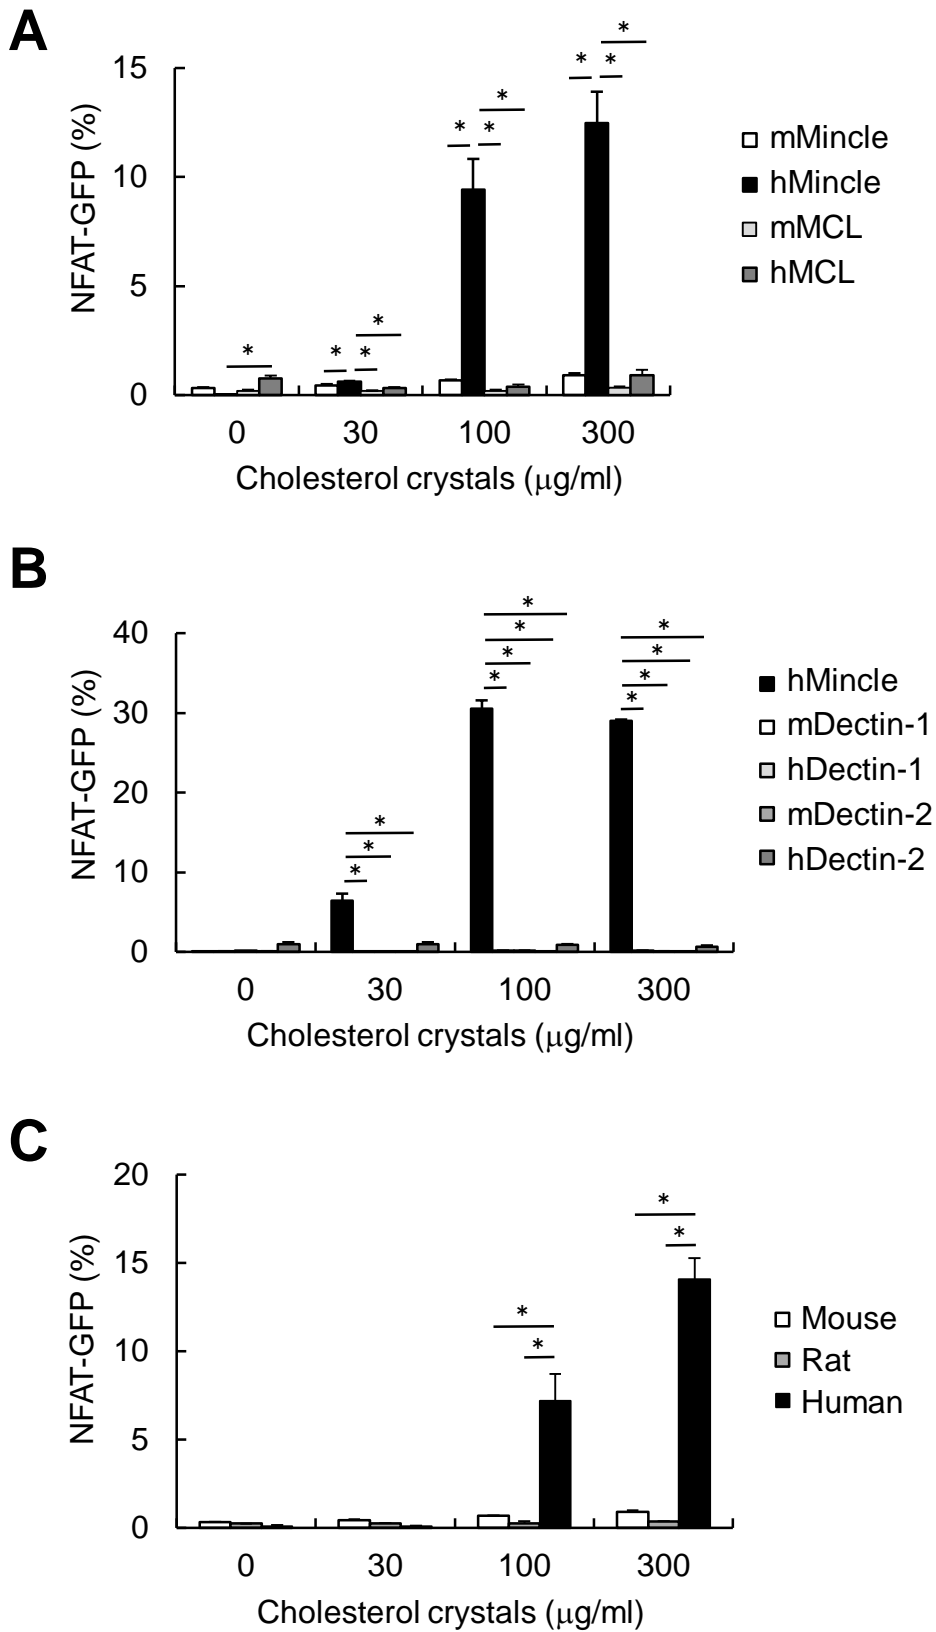 A
*
* *
15
*
* *
10
NFAT-GFP (%)
5
*
* * *
0
0 30 100 300
Cholesterol crystals (μg/ml)
mMincle
hMincle
mMCL
hMCL
B
*
*
*
*
*
*
*
*
40
30
20
10
0
NFAT-GFP (%)
*
*
*
0 30 100 300
Cholesterol crystals (μg/ml)
hMincle
mDectin-1
hDectin-1
mDectin-2
hDectin-2
C
20
15
10
5
0
NFAT-GFP (%)
*
*
*
*
0 30 100 300
Cholesterol crystals (μg/ml)
Mouse
Rat
Human